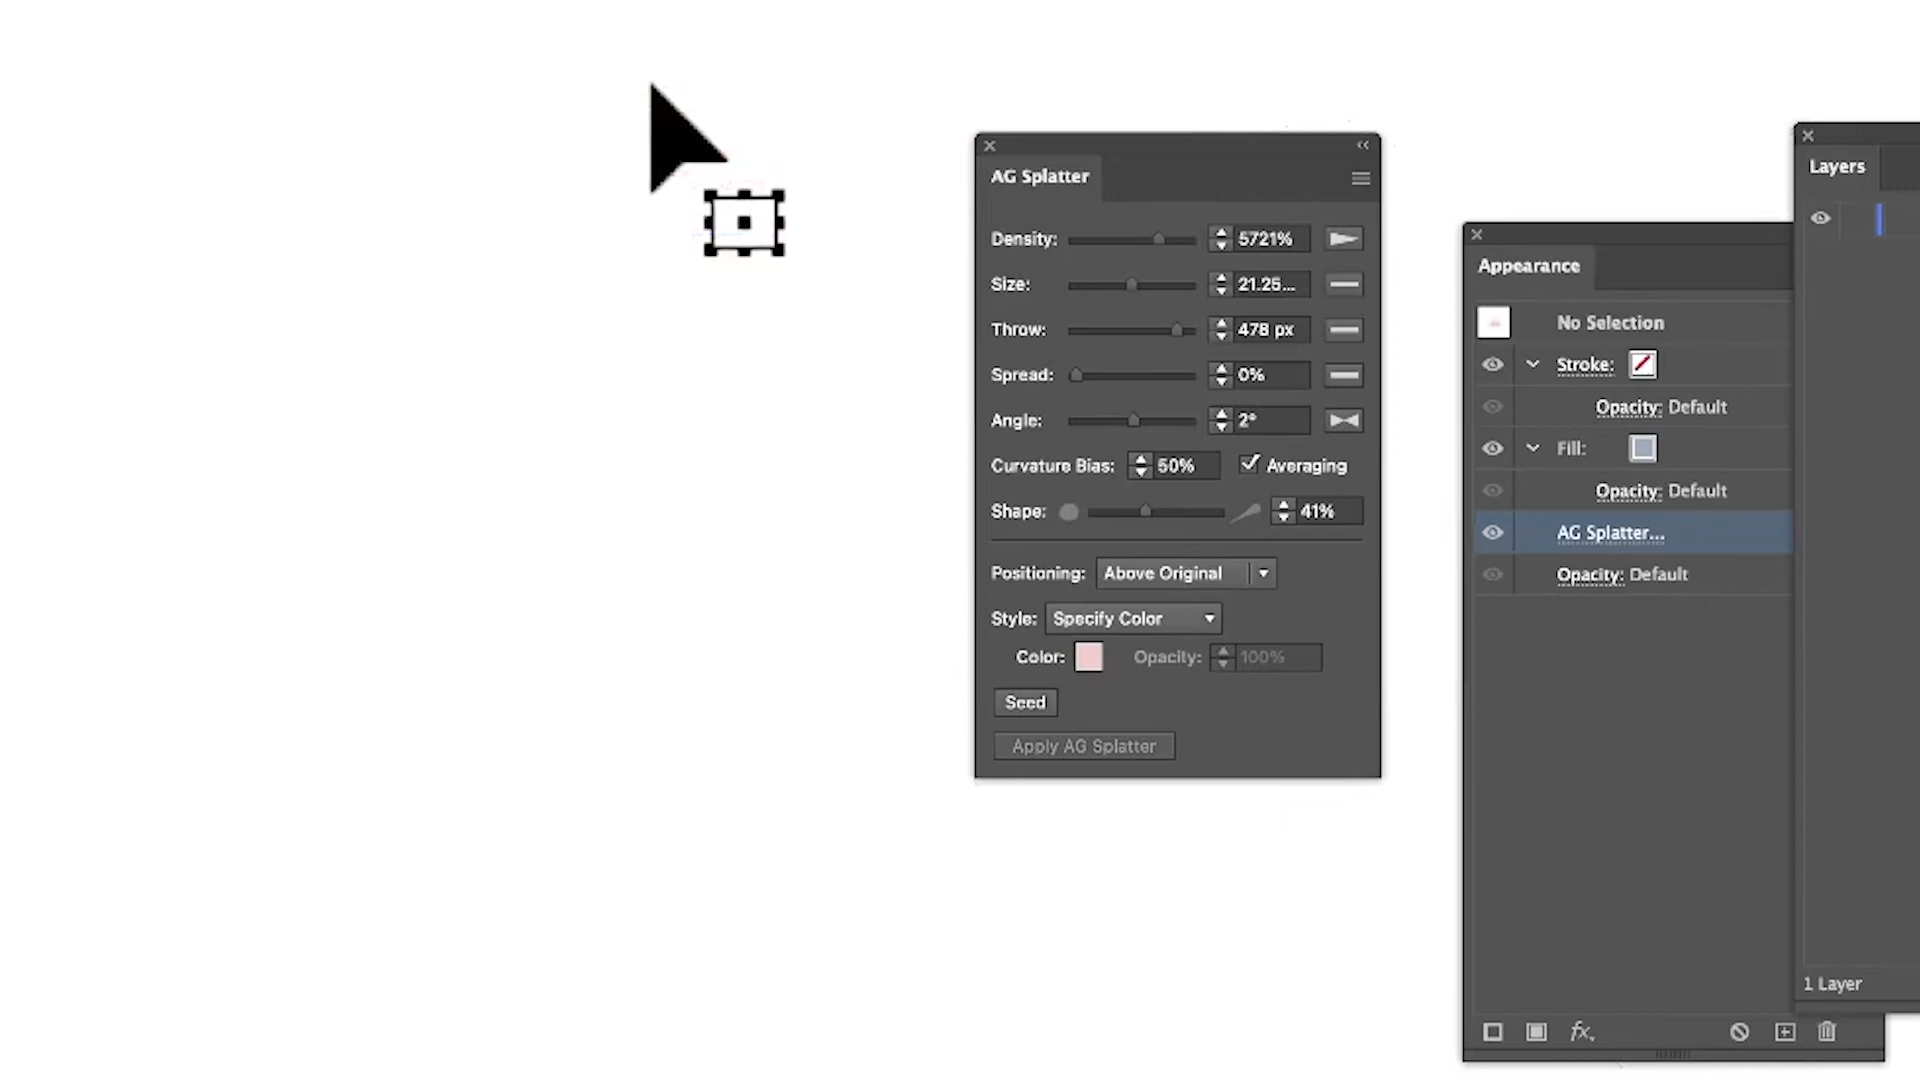 AG Splatter
Density: 5721%
Size: 21.25...
Throw: 478 px
Spread: 0%
Angle: 2°
Curvature Bias: 50% Averaging
Shape: 41%
Positioning: Above Original
Style: Specify Color
Color: Opacity: 100%
Seed
Apply AG Splatter
Appearance
No Selection
Stroke:
Opacity: Default
Fill:
Opacity: Default
AG Splatter...
Opacity: Default
fx
Layers
1 Layer